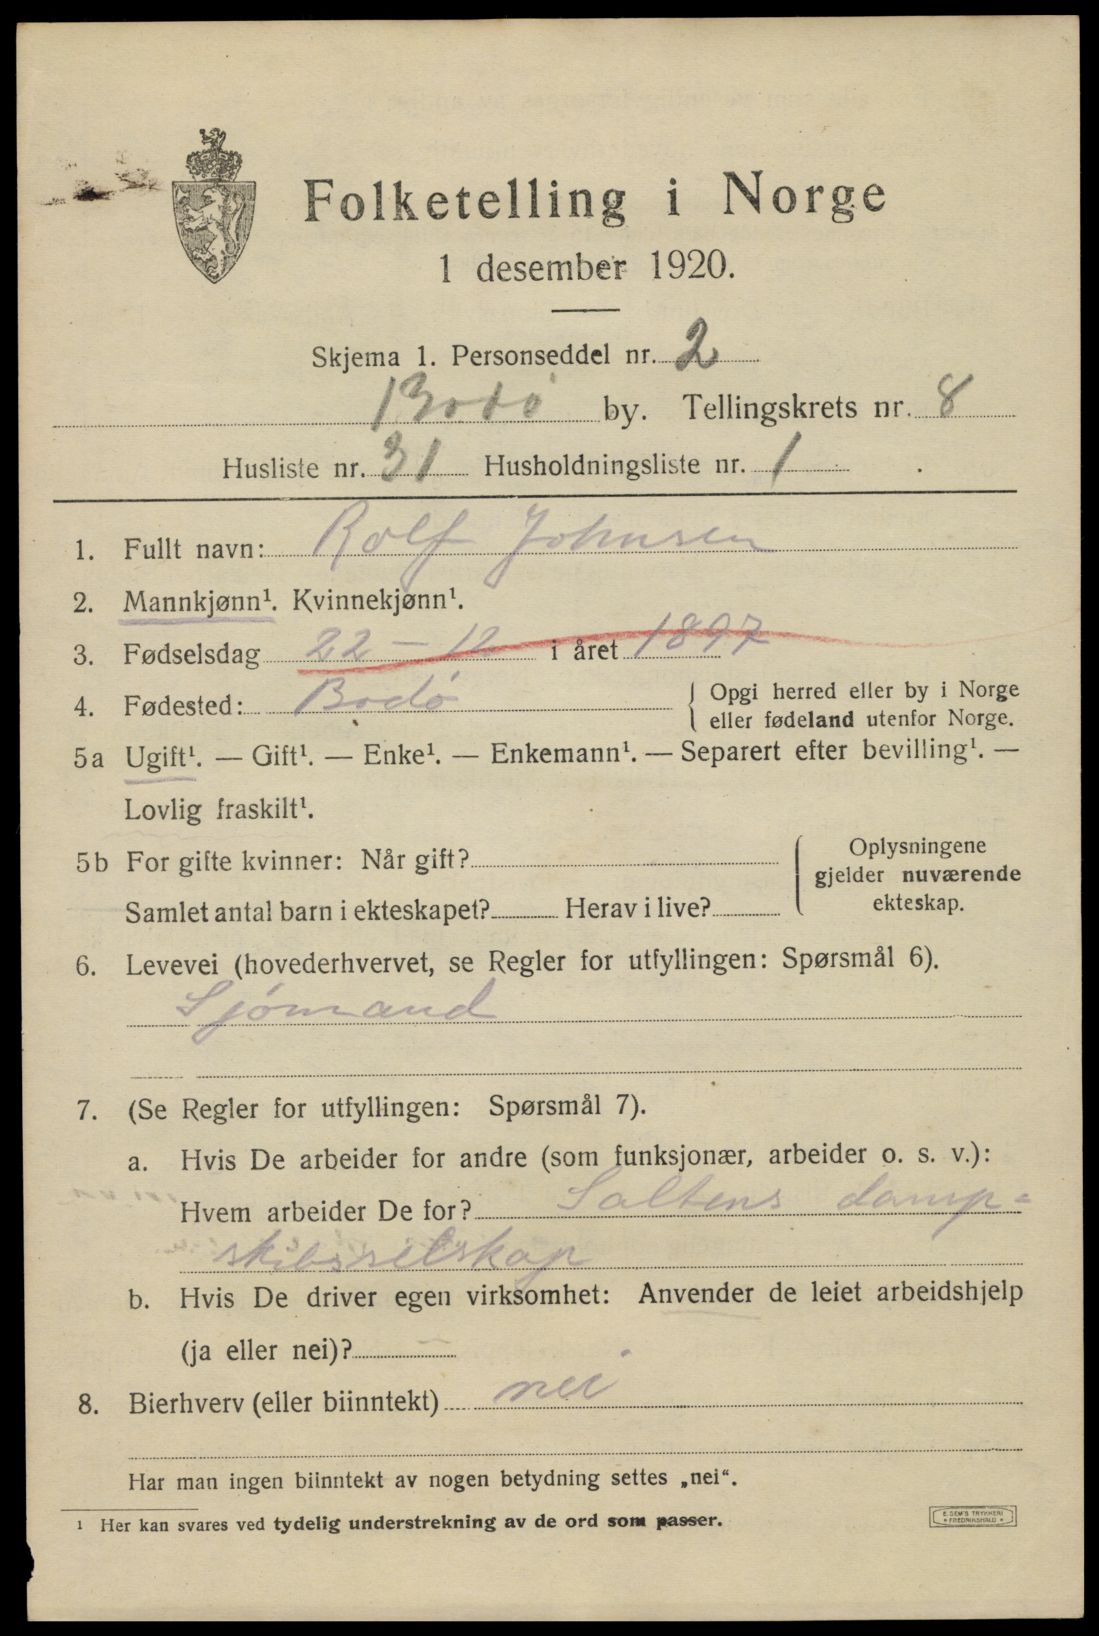 Folketelling i Norge
1 desember 1920.
Skjema 1. Personseddel nr. 2
Bodø by. Tellingskrets nr. 8
Husliste nr. 31 Husholdningsliste nr. 1
1. Fullt navn: Rolf Johnsen
2. Mannkjønn¹. Kvinnekjønn¹.
3. Fødselsdag 22 – 12 i året 1897
4. Fødested: Bodó { Opgi herred eller by i Norge
eller fødeland utenfor Norge.
5a Ugift¹. — Gift¹. — Enke¹. — Enkemann¹. — Separert efter bevilling¹. —
Lovlig fraskilt¹.
5b For gifte kvinner: Når gift?
Samlet antal barn i ekteskapet? Herav i live?
{ Oplysningene
gjelder nuværende
ekteskap.
6. Levevei (hovederhvervet, se Regler for utfyllingen: Spørsmål 6).
Sjómand
7. (Se Regler for utfyllingen: Spørsmål 7).
a. Hvis De arbeider for andre (som funksjonær, arbeider o. s. v.):
Hvem arbeider De for? Saltens damp=
skibsselskap
b. Hvis De driver egen virksomhet: Anvender de leiet arbeidshjelp
(ja eller nei)?
8. Bierhverv (eller biinntekt) nei
Har man ingen biinntekt av nogen betydning settes „nei“.
¹ Her kan svares ved tydelig understrekning av de ord som passer.
E. SEM'S TRYKKERI
* FREDRIKSHALD *